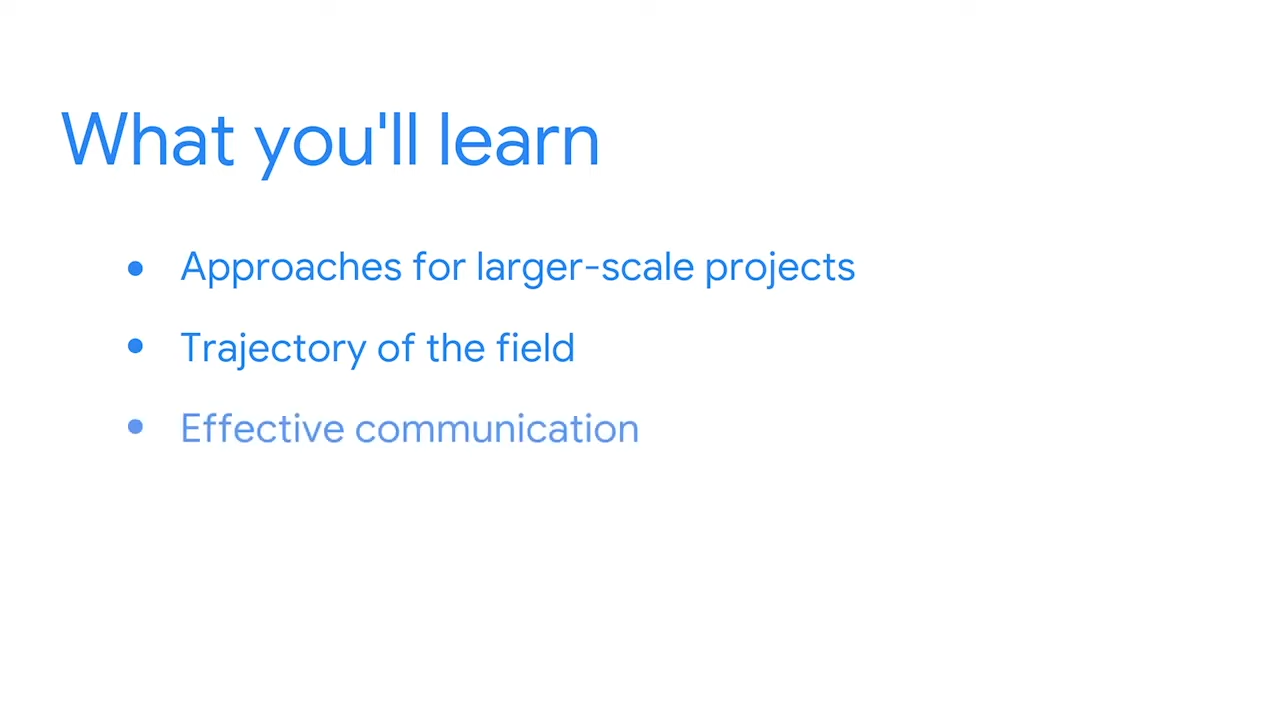 What you'll learn
• Approaches for larger-scale projects
• Trajectory of the field
• Effective communication